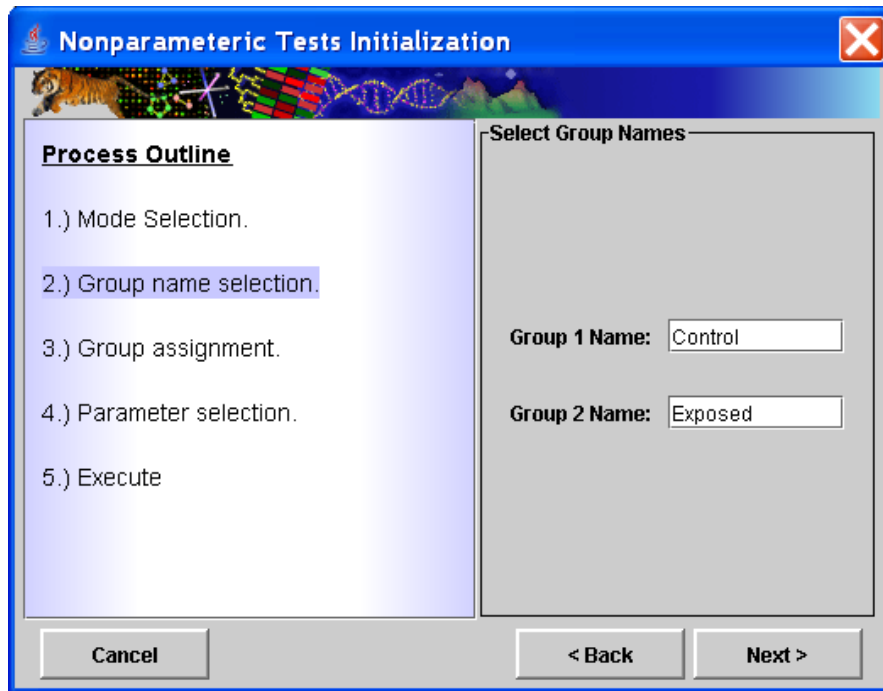 Nonparameteric Tests Initialization
Process Outline
1.) Mode Selection.
2.) Group name selection.
3.) Group assignment.
4.) Parameter selection.
5.) Execute
Select Group Names
Group 1 Name: Control
Group 2 Name: Exposed
Cancel
< Back
Next >